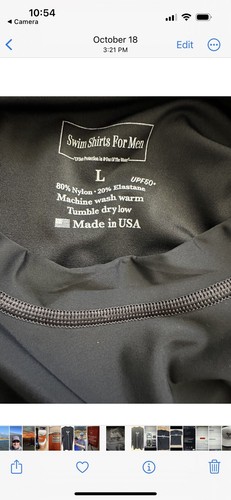 10:54
Camera
October 18
3:21 PM
Edit
Swim Shirts For Men
L
UPF50+
80% Nylon • 20% Elastane
Machine wash warm
Tumble dry low
Made in USA